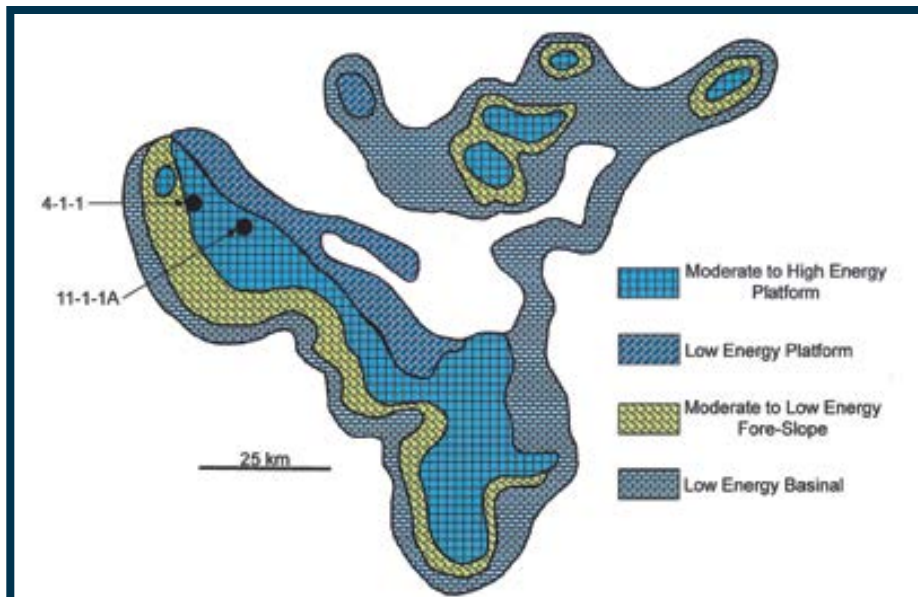 4-1-1
11-1-1A
25 km
Moderate to High Energy
Platform
Low Energy Platform
Moderate to Low Energy
Fore-Slope
Low Energy Basinal